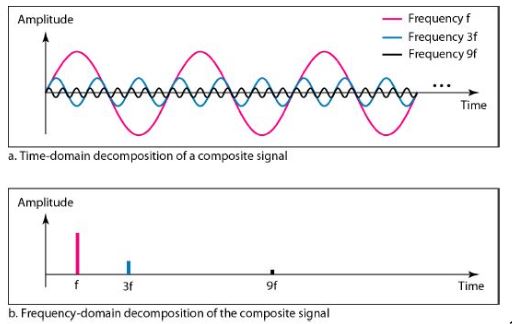 Amplitude
Frequency f
Frequency 3f
Frequency 9f
...
Time
a. Time-domain decomposition of a composite signal
Amplitude
f 3f 9f Time
b. Frequency-domain decomposition of the composite signal